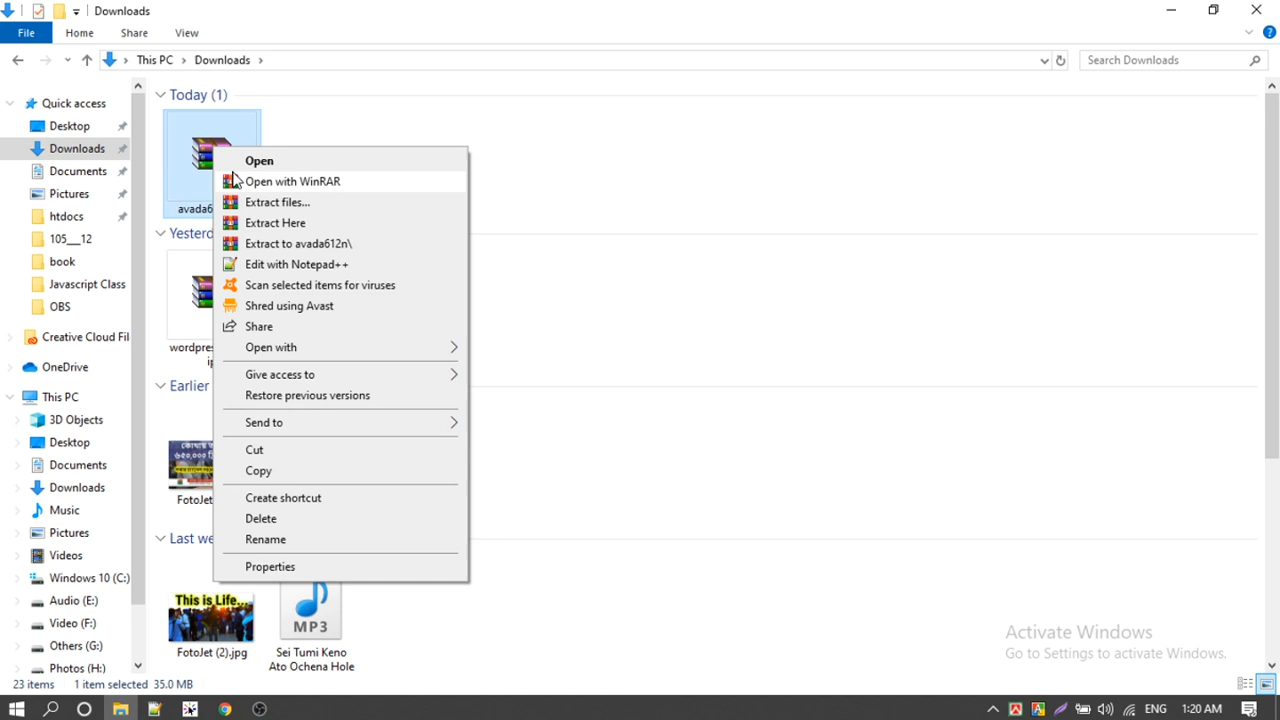 Downloads
File Home Share View
This PC Downloads
Search Downloads
Quick access
Desktop
Downloads
Documents
Pictures
htdocs
105__12
book
Javascript Class
OBS
Creative Cloud Fil
OneDrive
This PC
3D Objects
Desktop
Documents
Downloads
Music
Pictures
Videos
Windows 10 (C:)
Audio (E:)
Video (F:)
Others (G:)
Photos (H:)
Today (1)
avada6
Yesterd
wordpres
ip
Earlier
FotoJet
Last we
This is Life...
FotoJet (2).jpg
MP3
Sei Tumi Keno
Ato Ochena Hole
Open
Open with WinRAR
Extract files...
Extract Here
Extract to avada612n\
Edit with Notepad++
Scan selected items for viruses
Shred using Avast
Share
Open with
Give access to
Restore previous versions
Send to
Cut
Copy
Create shortcut
Delete
Rename
Properties
Activate Windows
Go to Settings to activate Windows.
23 items 1 item selected 35.0 MB
ENG 1:20 AM